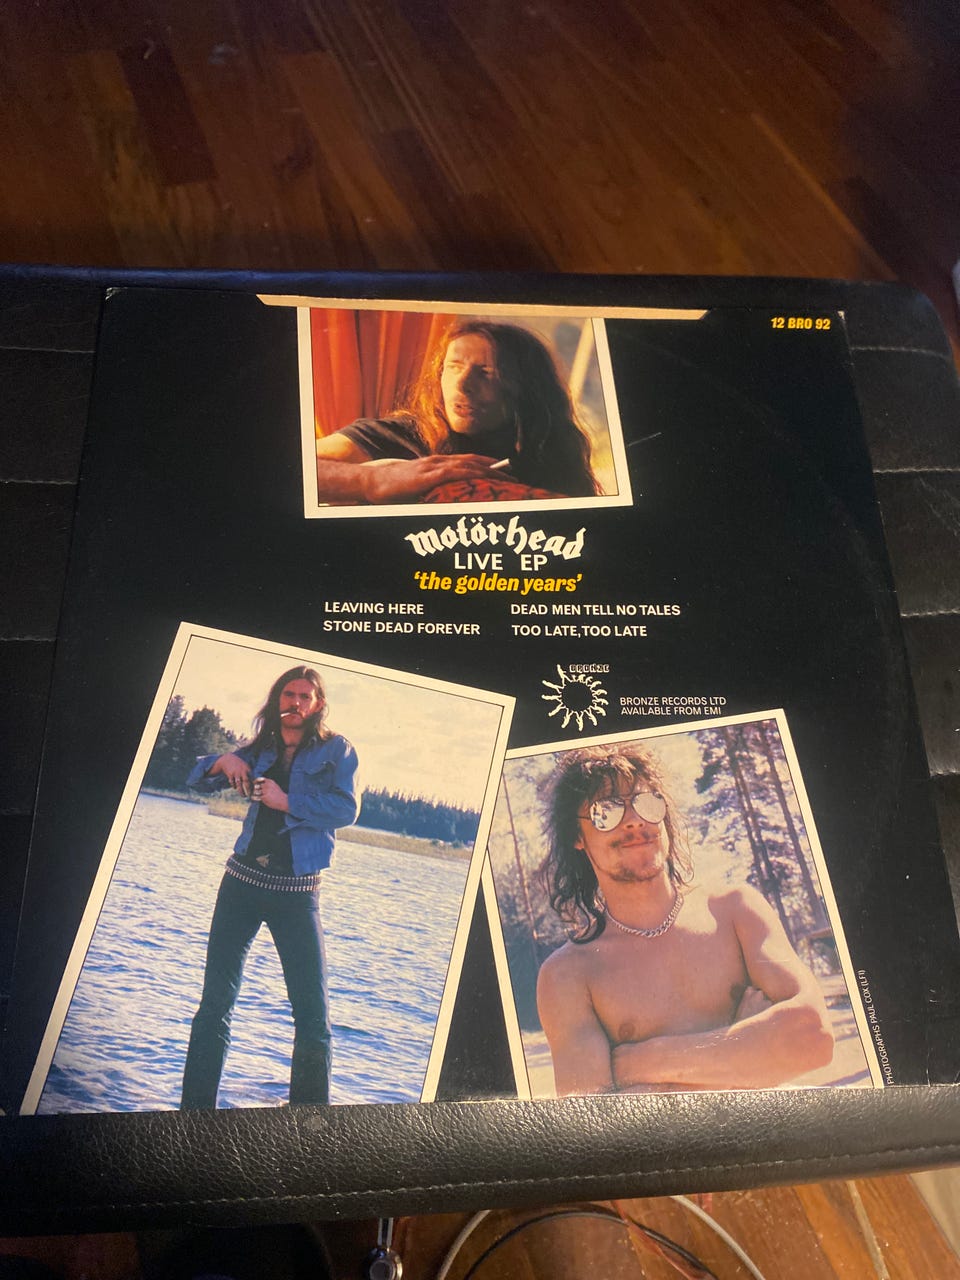 12 BRO 92
motörhead
LIVE EP
‘the golden years’
LEAVING HERE
STONE DEAD FOREVER
DEAD MEN TELL NO TALES
TOO LATE, TOO LATE
BRONZE
BRONZE RECORDS LTD
AVAILABLE FROM EMI
PHOTOGRAPHS PAUL COX (LFI)